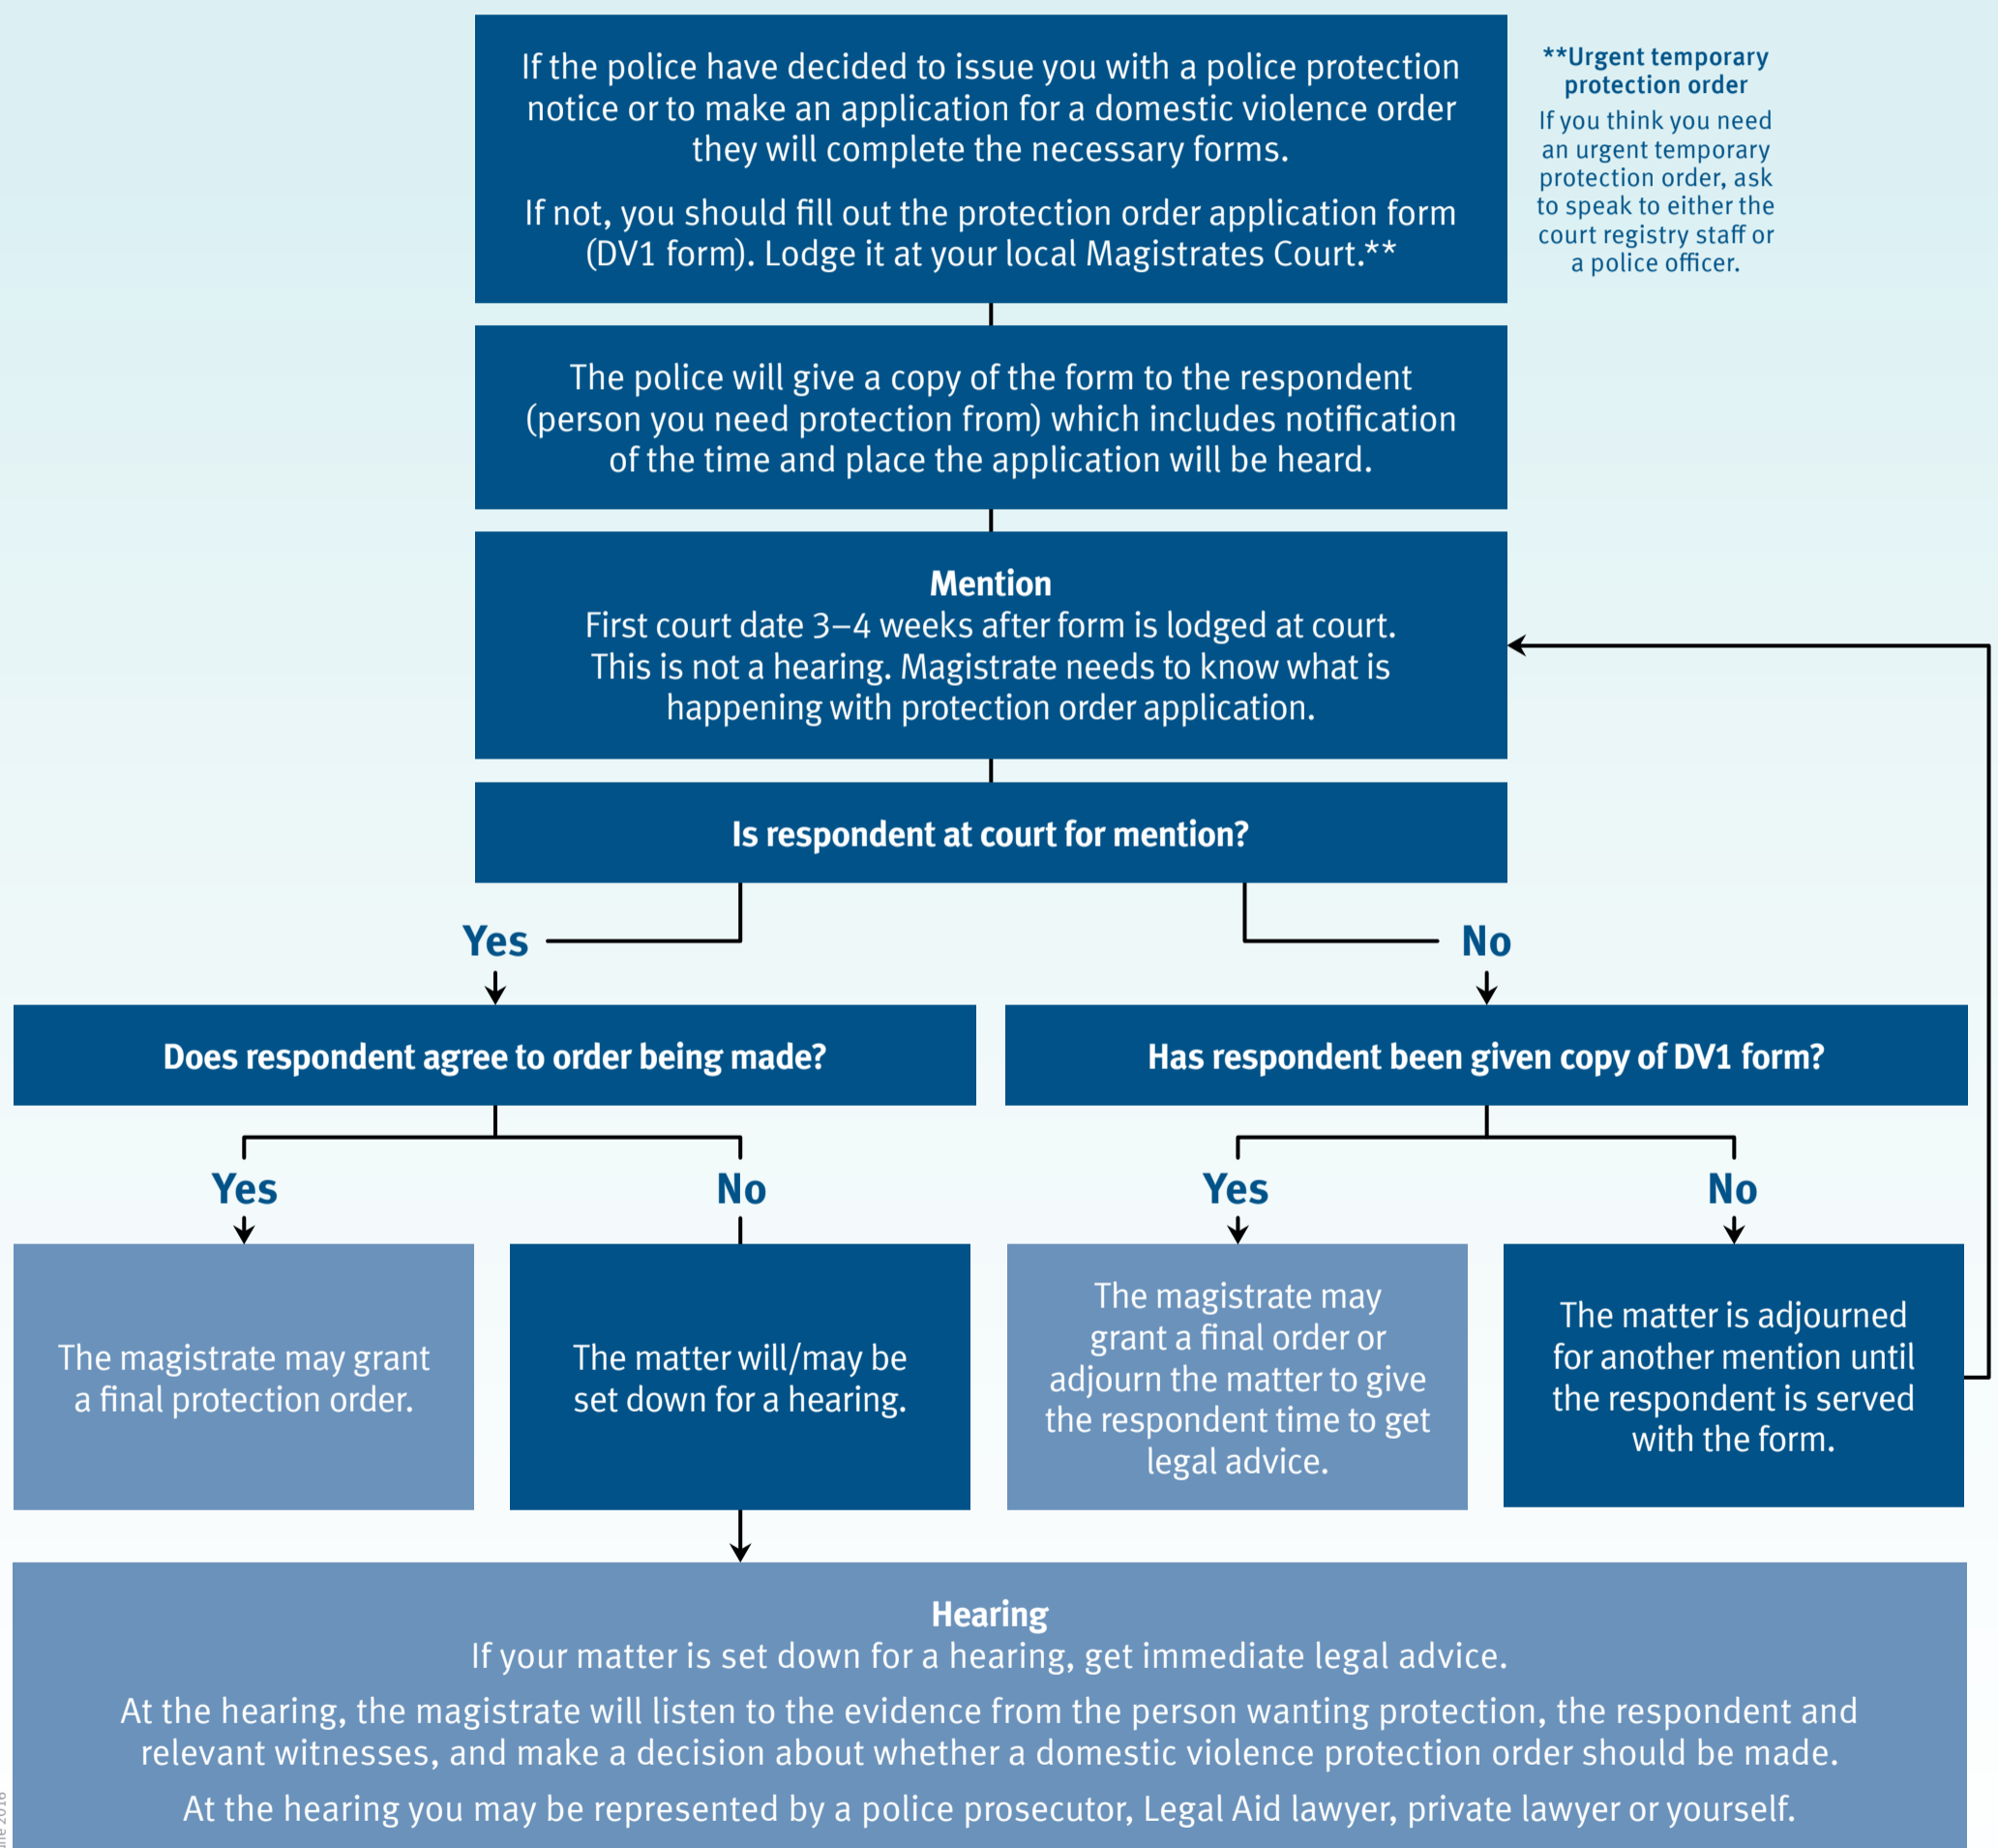 If the police have decided to issue you with a police protection
notice or to make an application for a domestic violence order
they will complete the necessary forms.
If not, you should fill out the protection order application form
(DV1 form). Lodge it at your local Magistrates Court.**
**Urgent temporary
protection order
If you think you need
an urgent temporary
protection order, ask
to speak to either the
court registry staff or
a police officer.
The police will give a copy of the form to the respondent
(person you need protection from) which includes notification
of the time and place the application will be heard.
Mention
First court date 3–4 weeks after form is lodged at court.
This is not a hearing. Magistrate needs to know what is
happening with protection order application.
Is respondent at court for mention?
Yes
No
Does respondent agree to order being made?
Has respondent been given copy of DV1 form?
Yes
No
Yes
No
The magistrate may grant
a final protection order.
The matter will/may be
set down for a hearing.
The magistrate may
grant a final order or
adjourn the matter to give
the respondent time to get
legal advice.
The matter is adjourned
for another mention until
the respondent is served
with the form.
Hearing
If your matter is set down for a hearing, get immediate legal advice.
At the hearing, the magistrate will listen to the evidence from the person wanting protection, the respondent and
relevant witnesses, and make a decision about whether a domestic violence protection order should be made.
At the hearing you may be represented by a police prosecutor, Legal Aid lawyer, private lawyer or yourself.
2016